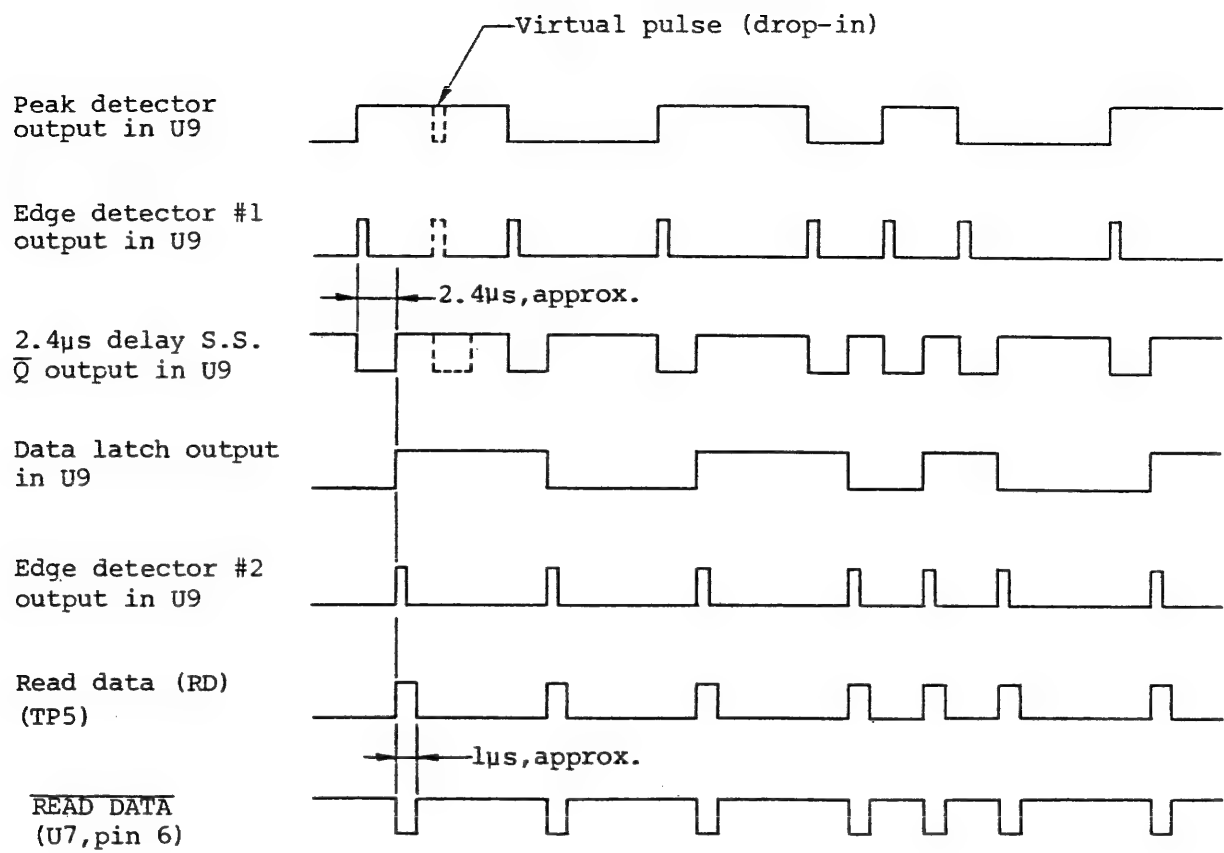 Virtual pulse (drop-in)
Peak detector
output in U9
Edge detector #1
output in U9
2.4µs,approx.
2.4µs delay S.S.
Q̅ output in U9
Data latch output
in U9
Edge detector #2
output in U9
Read data (RD)
(TP5)
1µs,approx.
R̅E̅A̅D̅ ̅D̅A̅T̅A̅
(U7,pin 6)